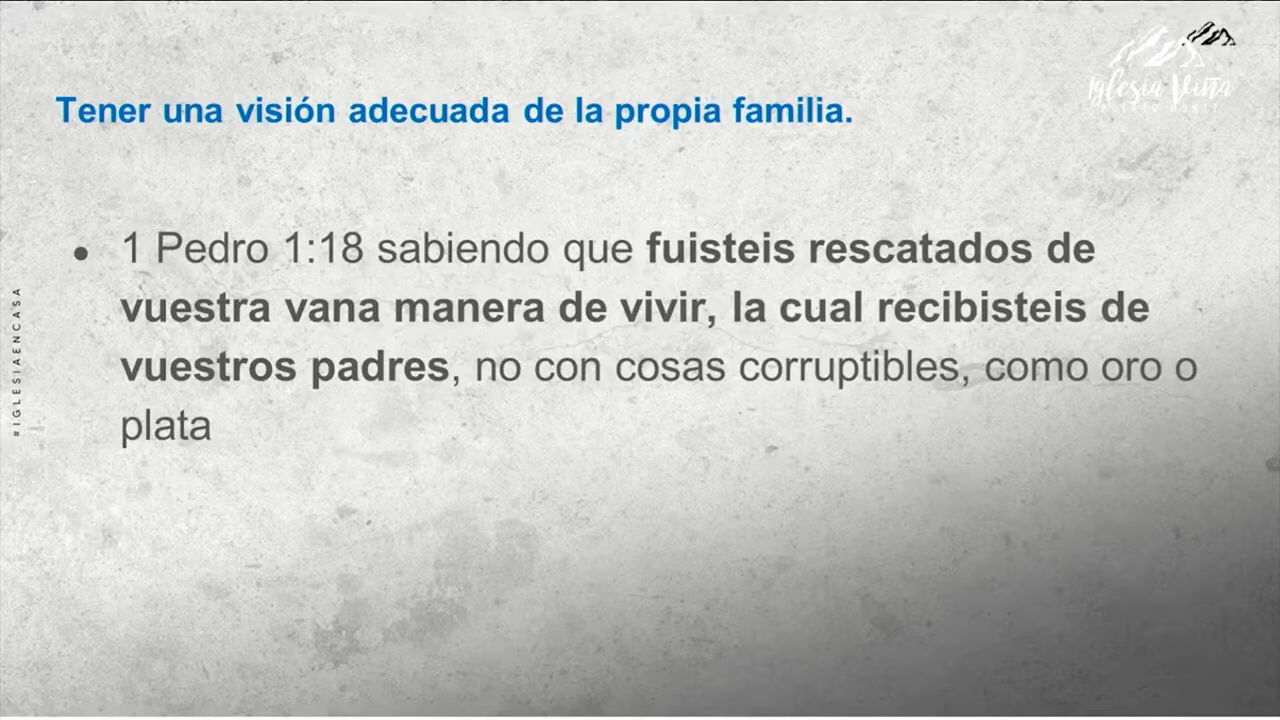 Iglesia Viña
Tener una visión adecuada de la propia familia.
• 1 Pedro 1:18 sabiendo que fuisteis rescatados de
vuestra vana manera de vivir, la cual recibisteis de
vuestros padres, no con cosas corruptibles, como oro o
plata
#IGLESIAENCASA